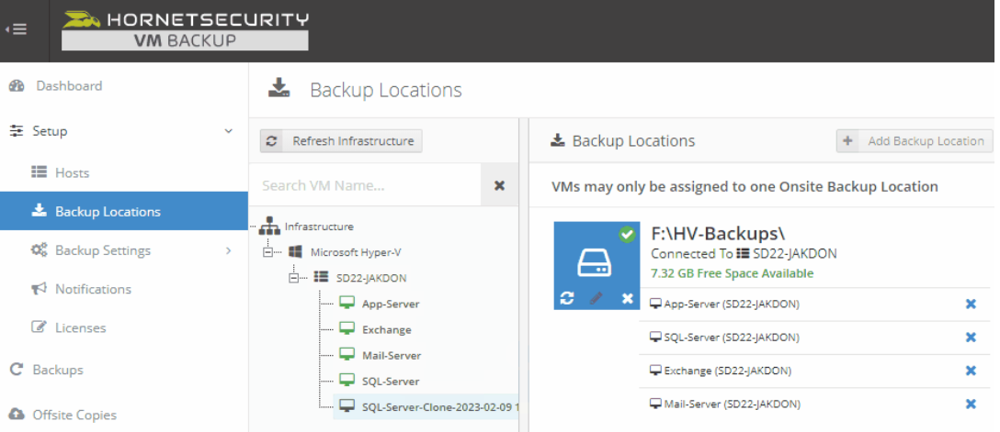 HORNETSECURITY
VM BACKUP
Dashboard
Setup
Hosts
Backup Locations
Backup Settings
Notifications
Licenses
Backups
Offsite Copies
Backup Locations
Refresh Infrastructure
Search VM Name...
Infrastructure
Microsoft Hyper-V
SD22-JAKDON
App-Server
Exchange
Mail-Server
SQL-Server
SQL-Server-Clone-2023-02-09 1
Backup Locations
Add Backup Location
VMs may only be assigned to one Onsite Backup Location
F:\HV-Backups\
Connected To SD22-JAKDON
7.32 GB Free Space Available
App-Server (SD22-JAKDON)
SQL-Server (SD22-JAKDON)
Exchange (SD22-JAKDON)
Mail-Server (SD22-JAKDON)